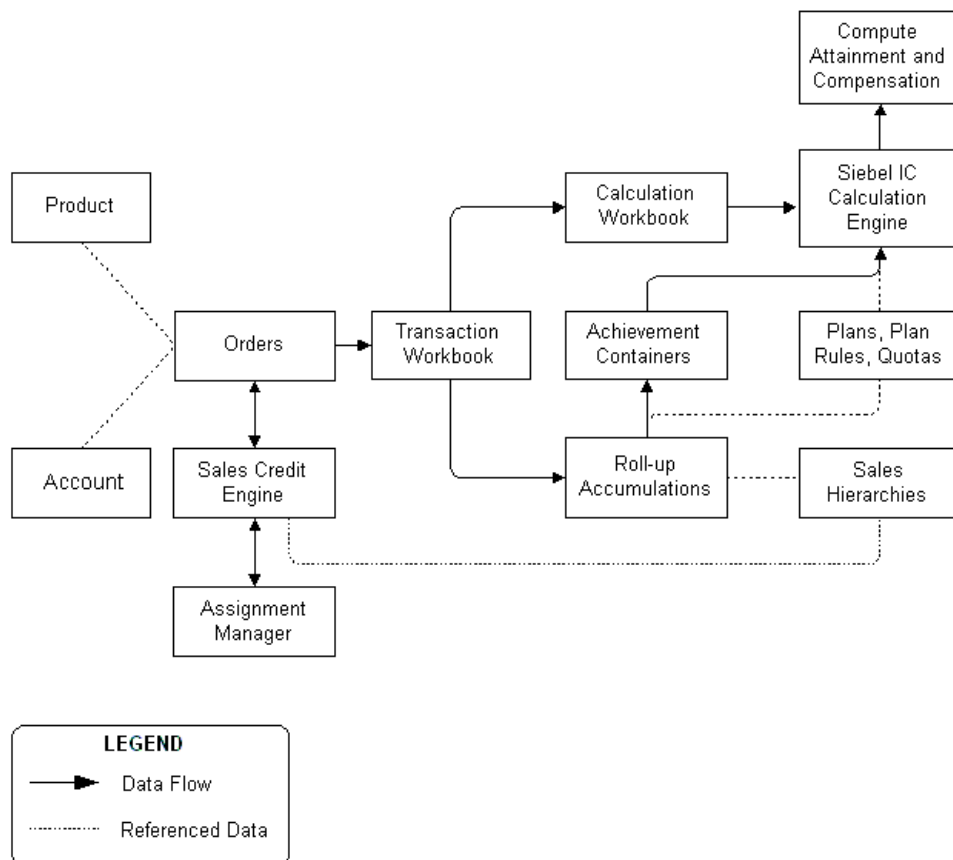 Compute
Attainment and
Compensation
Product
Calculation
Workbook
Siebel IC
Calculation
Engine
Orders
Transaction
Workbook
Achievement
Containers
Plans, Plan
Rules, Quotas
Account
Sales Credit
Engine
Roll-up
Accumulations
Sales
Hierarchies
Assignment
Manager
LEGEND
Data Flow
Referenced Data